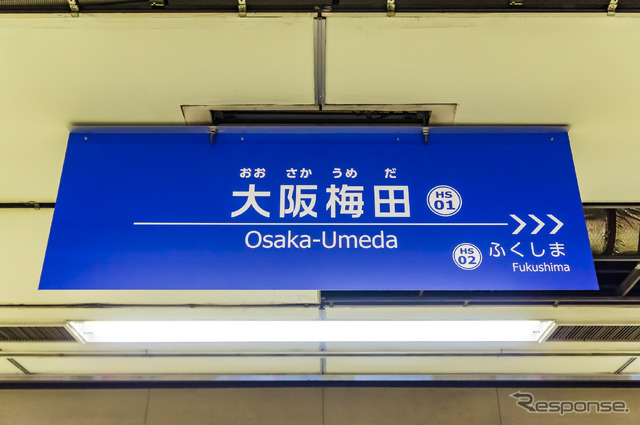 おお さか うめ だ
大阪梅田 HS 01
Osaka-Umeda
HS 02 ふくしま
Fukushima
Response.